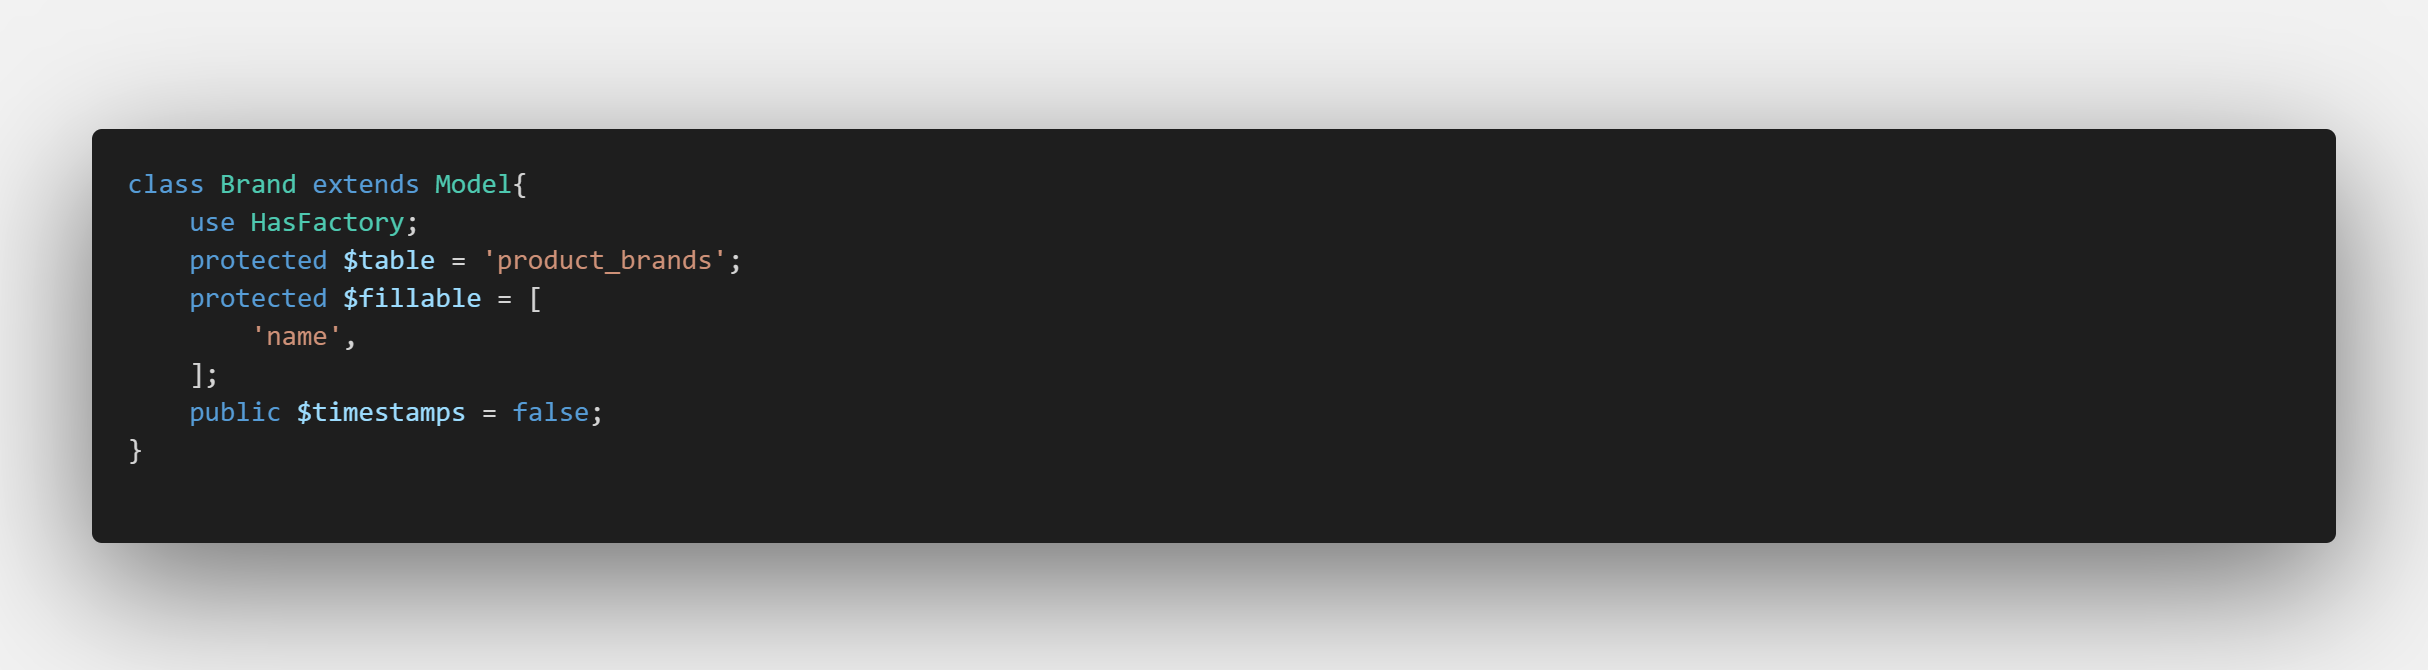 class Brand extends Model{
    use HasFactory;
    protected $table = 'product_brands';
    protected $fillable = [
        'name',
    ];
    public $timestamps = false;
}